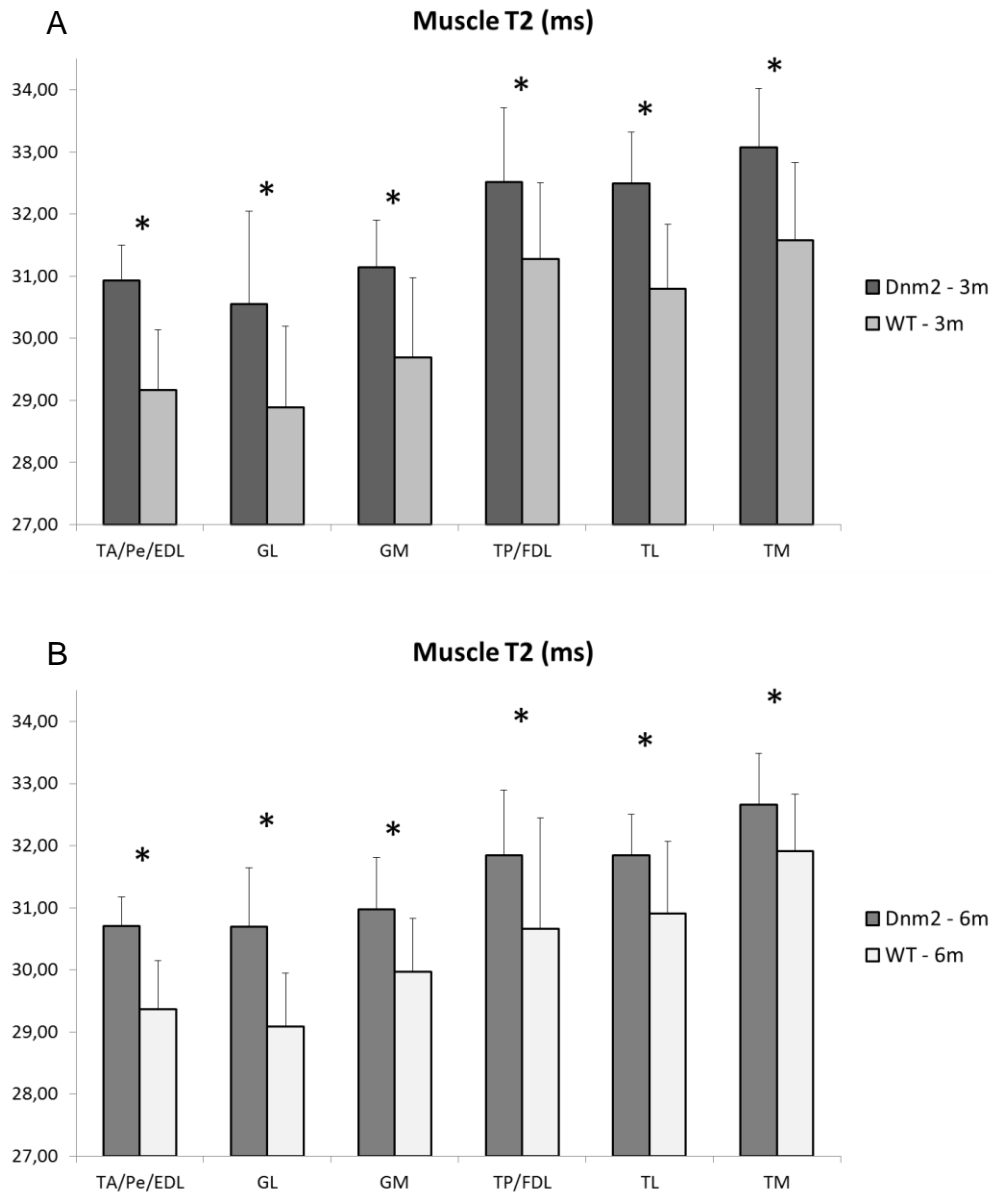 A
Muscle T2 (ms)
34,00
33,00
32,00
31,00
30,00
29,00
28,00
27,00
* * * * * *
TA/Pe/EDL GL GM TP/FDL TL TM
Dnm2 - 3m
WT - 3m
B
Muscle T2 (ms)
34,00
33,00
32,00
31,00
30,00
29,00
28,00
27,00
* * * * * *
TA/Pe/EDL GL GM TP/FDL TL TM
Dnm2 - 6m
WT - 6m